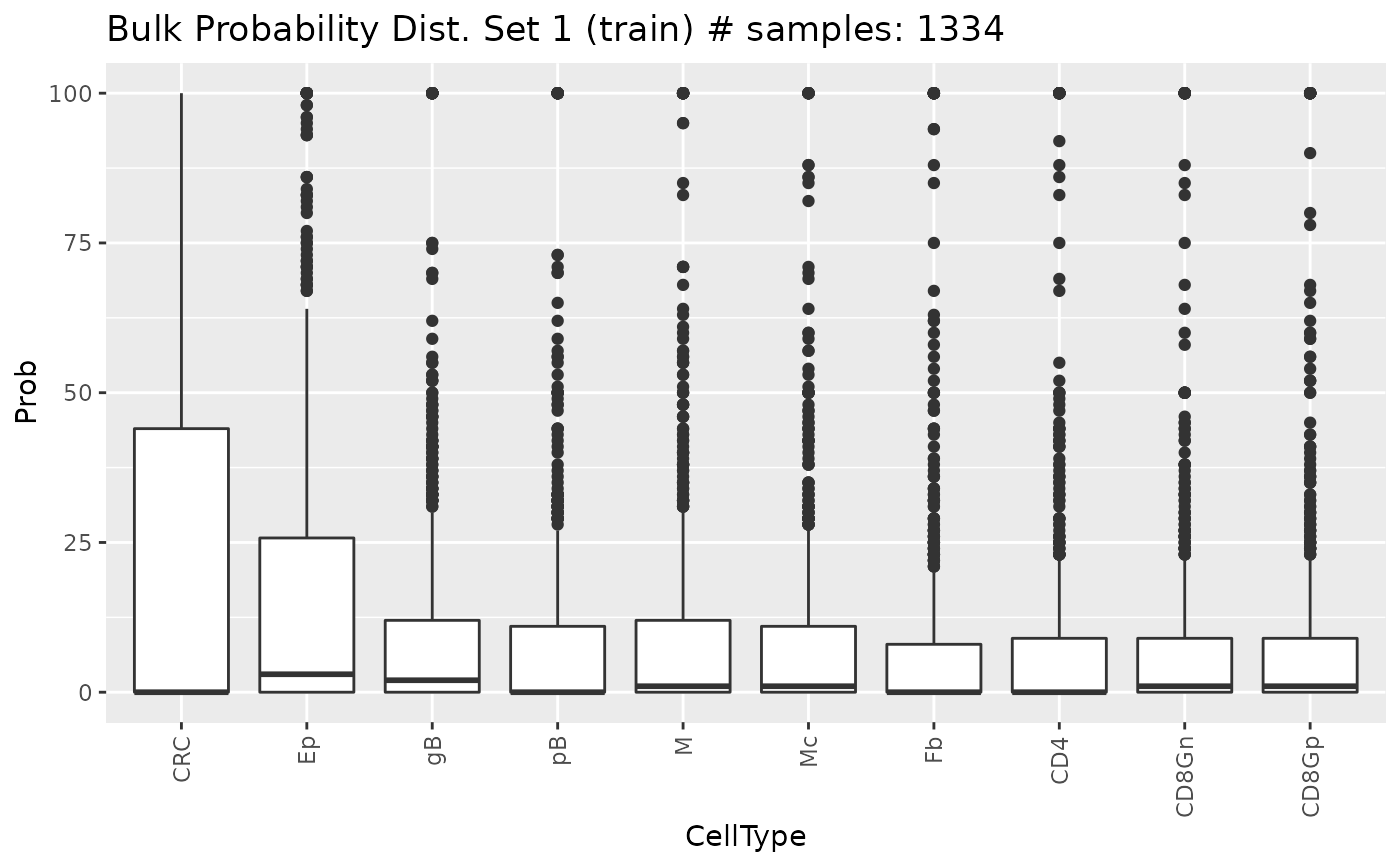 Bulk Probability Dist. Set 1 (train) # samples: 1334
100
75
50
25
0
Prob
CRC
Ep
gB
pB
M
Mc
Fb
CD4
CD8Gn
CD8Gp
CellType